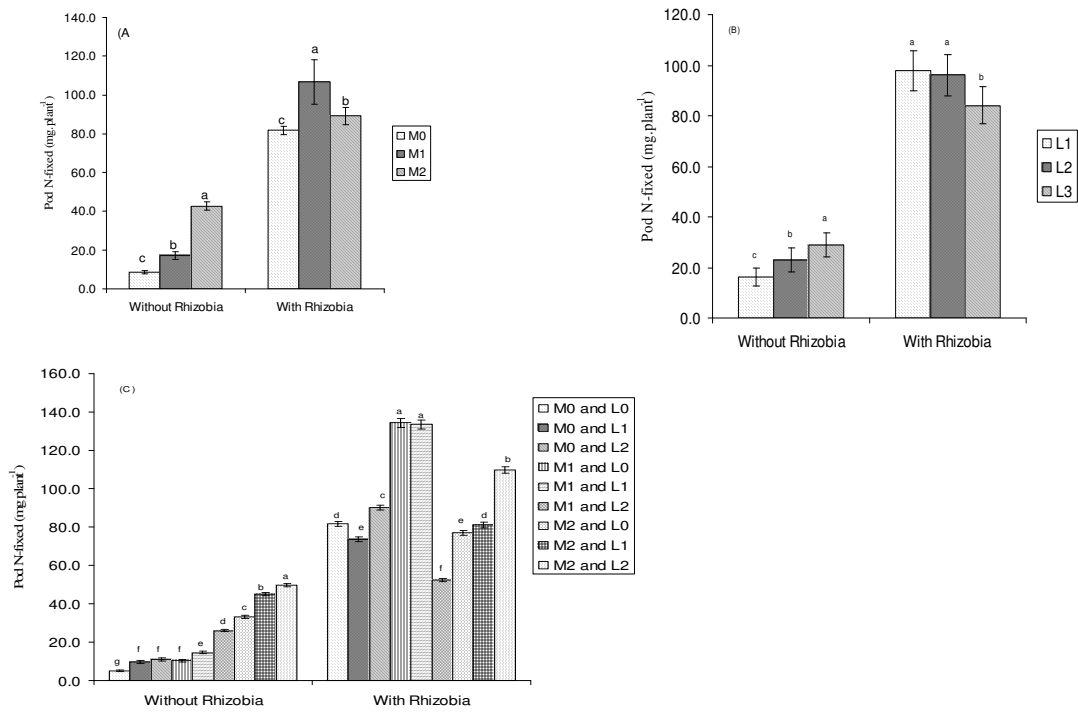 (A
Pod N-fixed (mg.plant⁻¹)
140.0
120.0
100.0
80.0
60.0
40.0
20.0
0.0
c
b
a
c
a
b
Without Rhizobia
With Rhizobia
M0
M1
M2
(B)
Pod N-fixed (mg.plant⁻¹)
120.0
100.0
80.0
60.0
40.0
20.0
0.0
c
b
a
a
a
b
Without Rhizobia
With Rhizobia
L1
L2
L3
(C)
Pod N-fixed (mg.plant⁻¹)
160.0
140.0
120.0
100.0
80.0
60.0
40.0
20.0
0.0
g
f
f
f
e
d
c
b
a
d
e
c
a
a
f
e
d
b
Without Rhizobia
With Rhizobia
M0 and L0
M0 and L1
M0 and L2
M1 and L0
M1 and L1
M1 and L2
M2 and L0
M2 and L1
M2 and L2